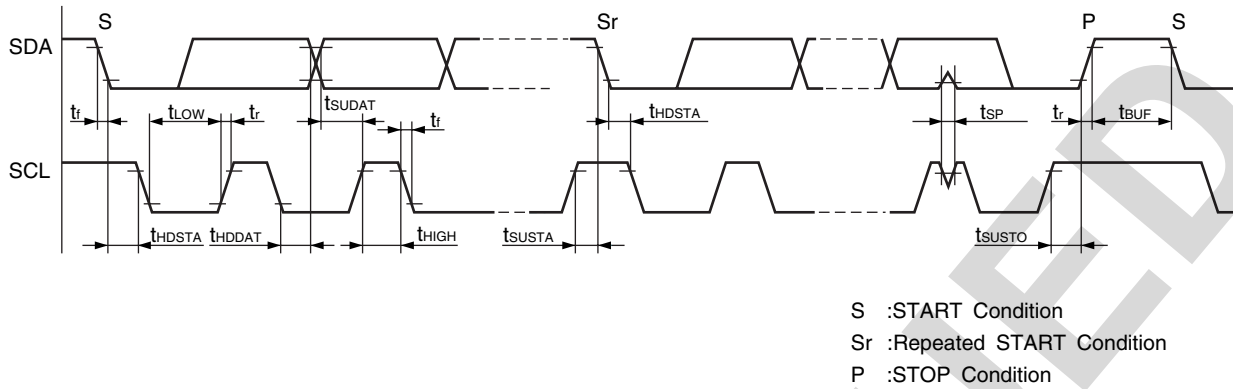 S Sr P S
SDA
tf tLOW tr tSUDAT tf tHDSTA tSP tr tBUF
SCL
tHDSTA tHDDAT tHIGH tSUSTA tSUSTO
S :START Condition
Sr :Repeated START Condition
P :STOP Condition